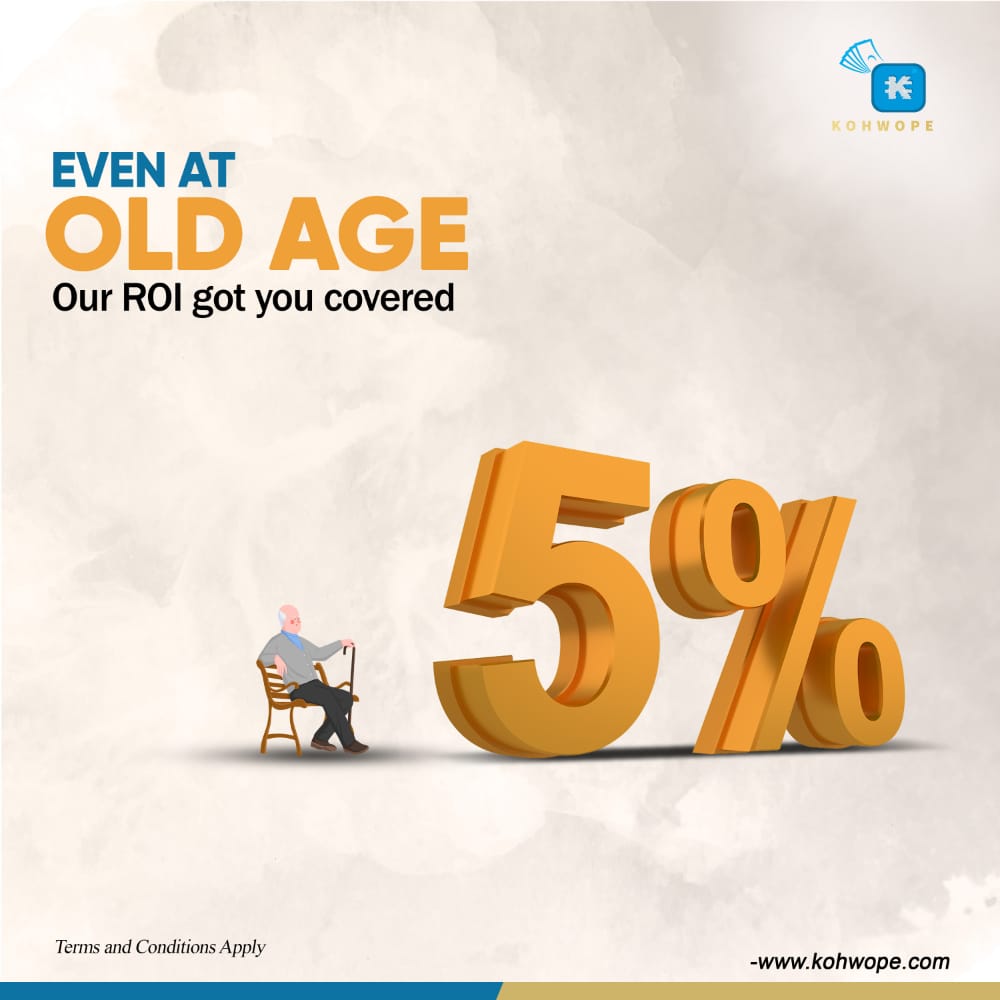 KOHWOPE
EVEN AT
OLD AGE
Our ROI got you covered
5%
Terms and Conditions Apply
-www.kohwope.com